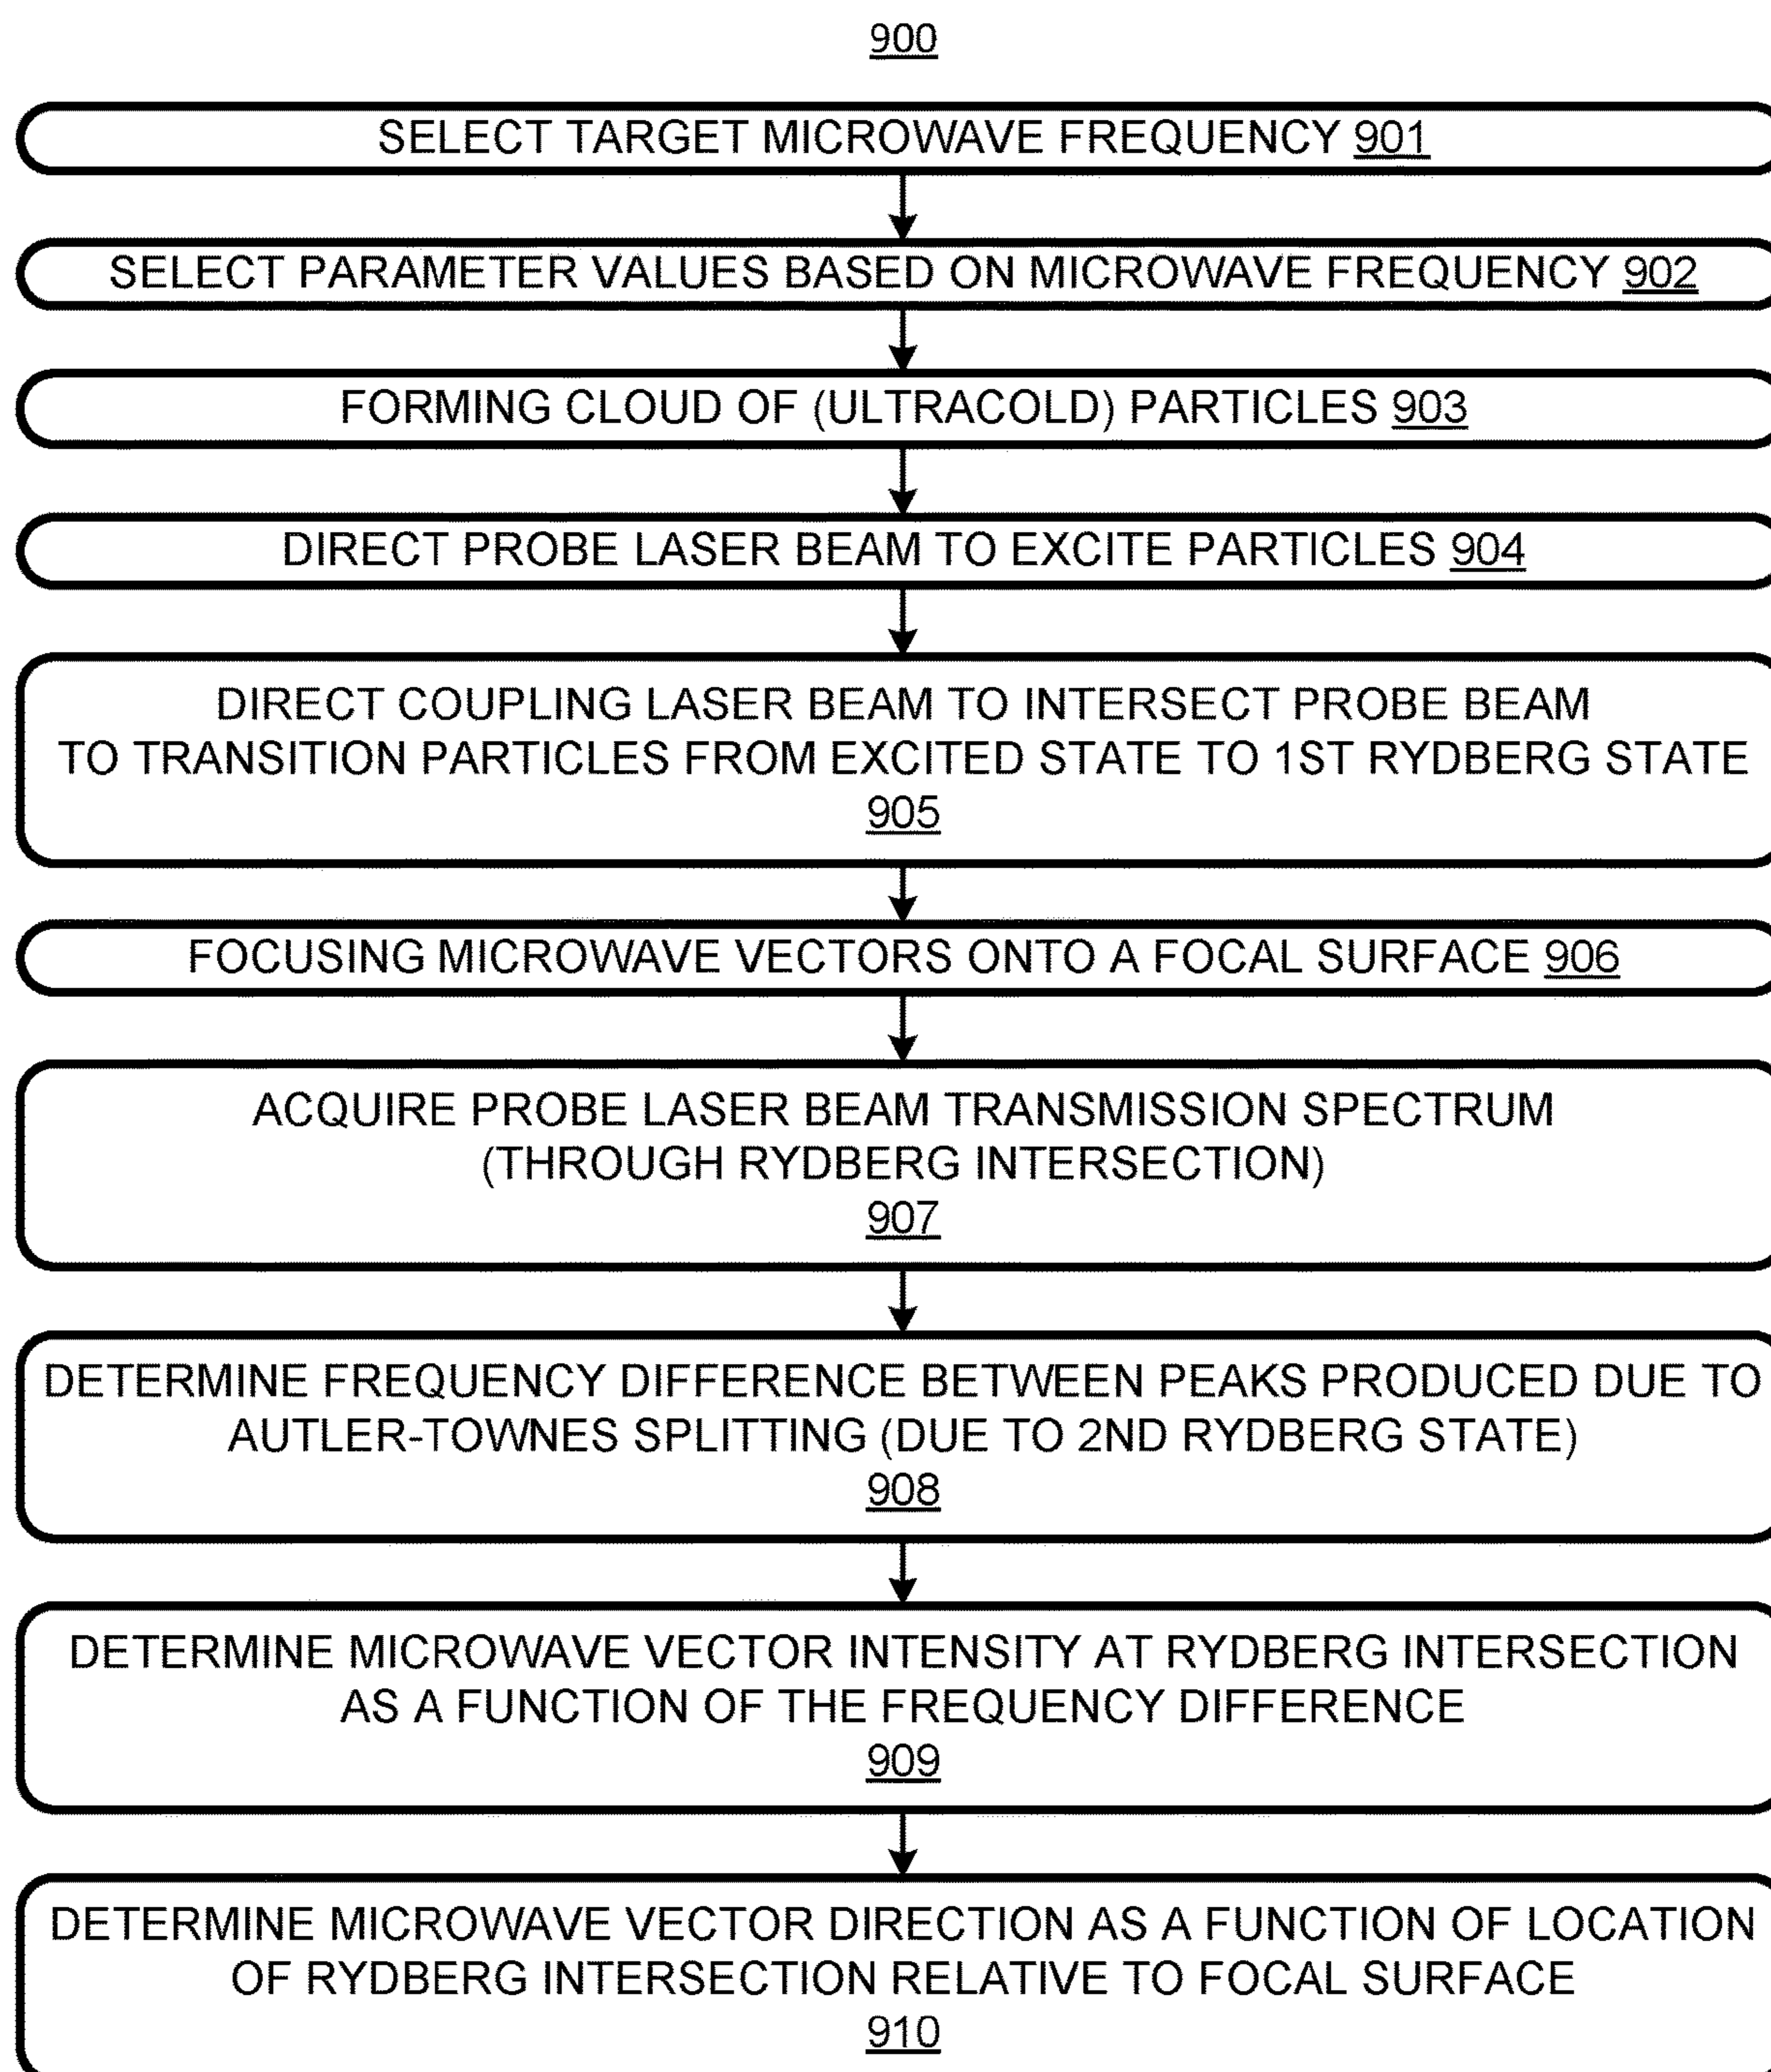 900
SELECT TARGET MICROWAVE FREQUENCY 901
SELECT PARAMETER VALUES BASED ON MICROWAVE FREQUENCY 902
FORMING CLOUD OF (ULTRACOLD) PARTICLES 903
DIRECT PROBE LASER BEAM TO EXCITE PARTICLES 904
DIRECT COUPLING LASER BEAM TO INTERSECT PROBE BEAM
TO TRANSITION PARTICLES FROM EXCITED STATE TO 1ST RYDBERG STATE
905
FOCUSING MICROWAVE VECTORS ONTO A FOCAL SURFACE 906
ACQUIRE PROBE LASER BEAM TRANSMISSION SPECTRUM
(THROUGH RYDBERG INTERSECTION)
907
DETERMINE FREQUENCY DIFFERENCE BETWEEN PEAKS PRODUCED DUE TO
AUTLER-TOWNES SPLITTING (DUE TO 2ND RYDBERG STATE)
908
DETERMINE MICROWAVE VECTOR INTENSITY AT RYDBERG INTERSECTION
AS A FUNCTION OF THE FREQUENCY DIFFERENCE
909
DETERMINE MICROWAVE VECTOR DIRECTION AS A FUNCTION OF LOCATION
OF RYDBERG INTERSECTION RELATIVE TO FOCAL SURFACE
910